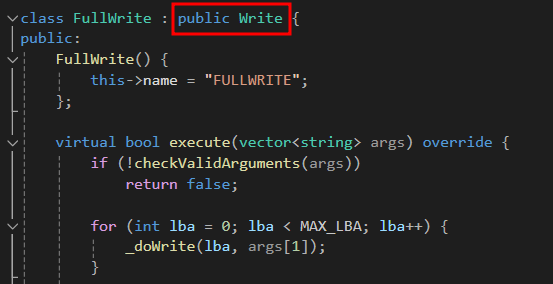 class FullWrite : public Write {
public:
FullWrite() {
this->name = "FULLWRITE";
};
virtual bool execute(vector<string> args) override {
if (!checkValidArguments(args))
return false;
for (int lba = 0; lba < MAX_LBA; lba++) {
_doWrite(lba, args[1]);
}